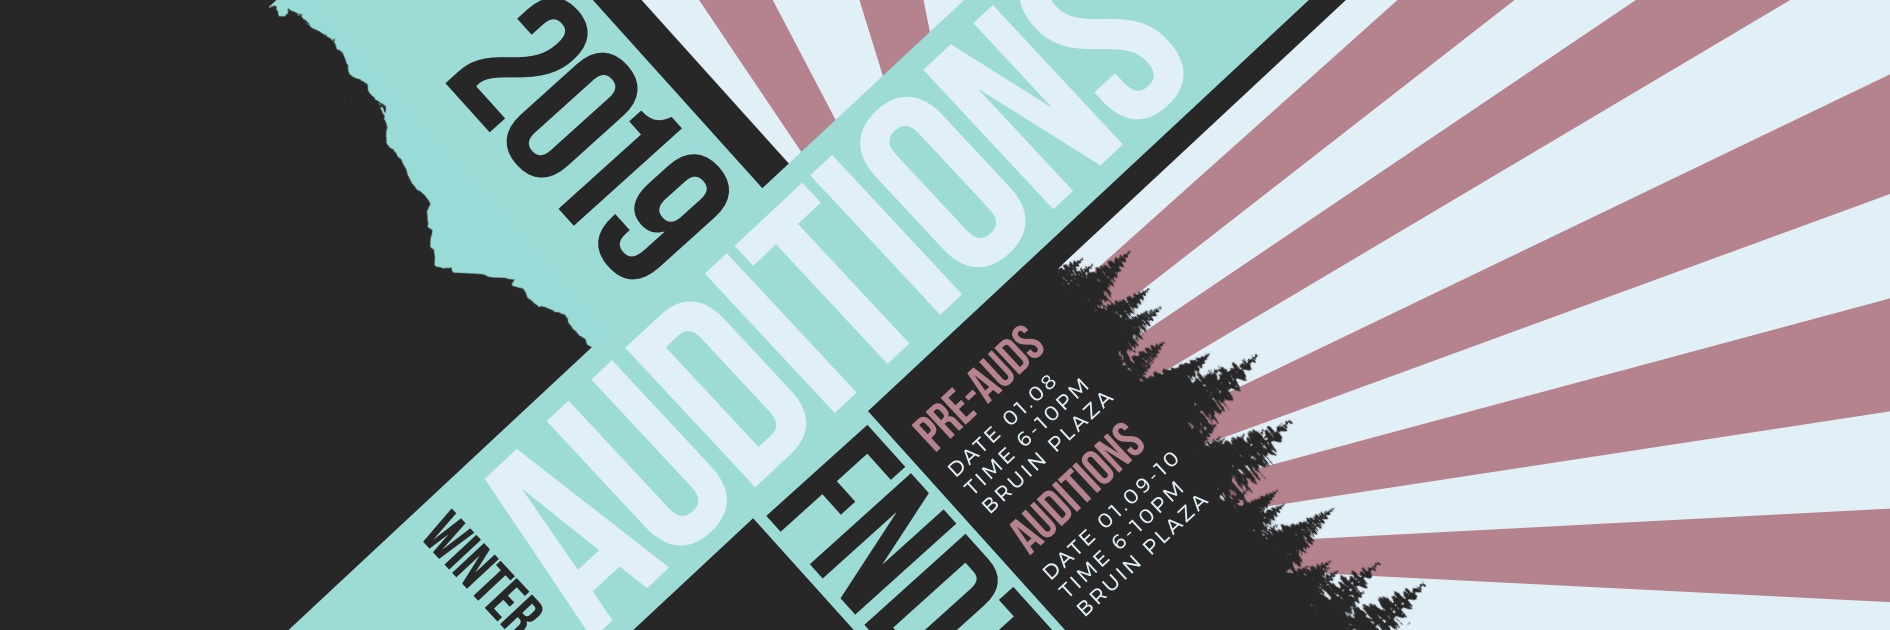 2019
AUDITIONS
WINTER
PRE-AUDS
DATE 01.08
TIME 6-10PM
BRUIN PLAZA
AUDITIONS
DATE 01.09-10
TIME 6-10PM
BRUIN PLAZA